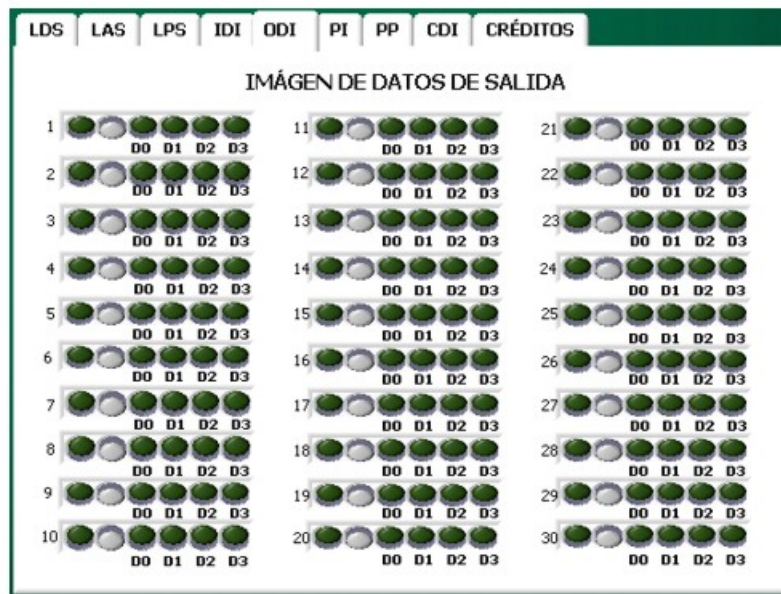 LDS LAS LPS IDI ODI PI PP CDI CRÉDITOS
IMÁGEN DE DATOS DE SALIDA
1 11 21
D0 D1 D2 D3 D0 D1 D2 D3 D0 D1 D2 D3
2 12 22
D0 D1 D2 D3 D0 D1 D2 D3 D0 D1 D2 D3
3 13 23
D0 D1 D2 D3 D0 D1 D2 D3 D0 D1 D2 D3
4 14 24
D0 D1 D2 D3 D0 D1 D2 D3 D0 D1 D2 D3
5 15 25
D0 D1 D2 D3 D0 D1 D2 D3 D0 D1 D2 D3
6 16 26
D0 D1 D2 D3 D0 D1 D2 D3 D0 D1 D2 D3
7 17 27
D0 D1 D2 D3 D0 D1 D2 D3 D0 D1 D2 D3
8 18 28
D0 D1 D2 D3 D0 D1 D2 D3 D0 D1 D2 D3
9 19 29
D0 D1 D2 D3 D0 D1 D2 D3 D0 D1 D2 D3
10 20 30
D0 D1 D2 D3 D0 D1 D2 D3 D0 D1 D2 D3